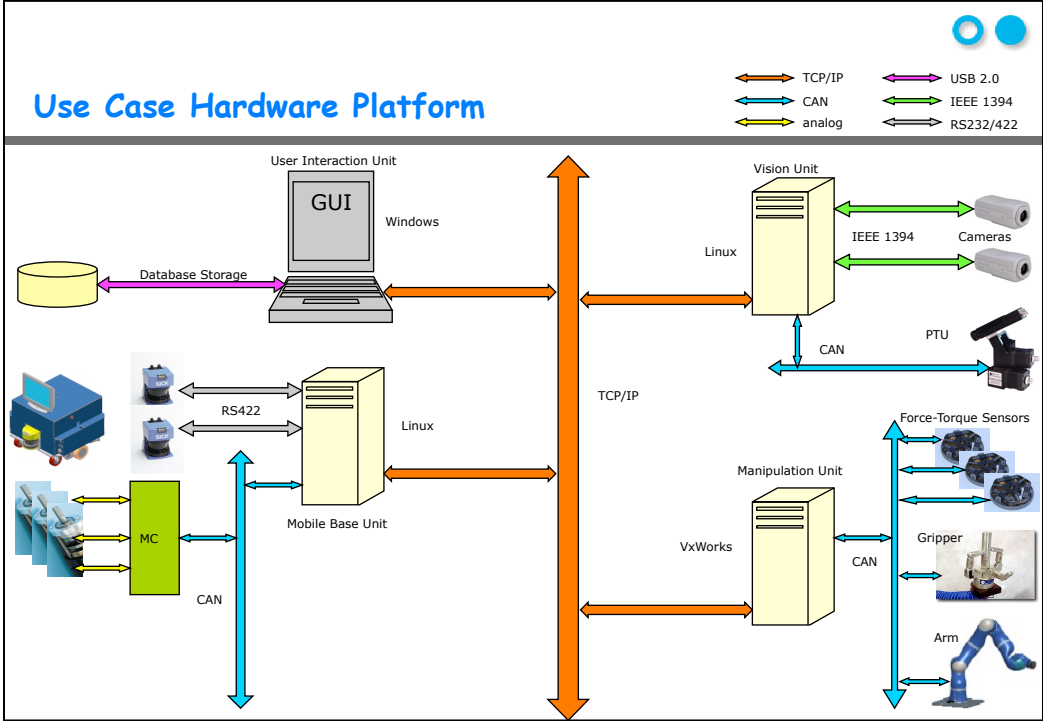 Use Case Hardware Platform
TCP/IP
CAN
analog
USB 2.0
IEEE 1394
RS232/422
User Interaction Unit
GUI
Windows
Database Storage
Vision Unit
Linux
IEEE 1394
Cameras
CAN
PTU
TCP/IP
SICK
SICK
RS422
Linux
Mobile Base Unit
MC
CAN
Manipulation Unit
VxWorks
CAN
Force-Torque Sensors
Gripper
Arm